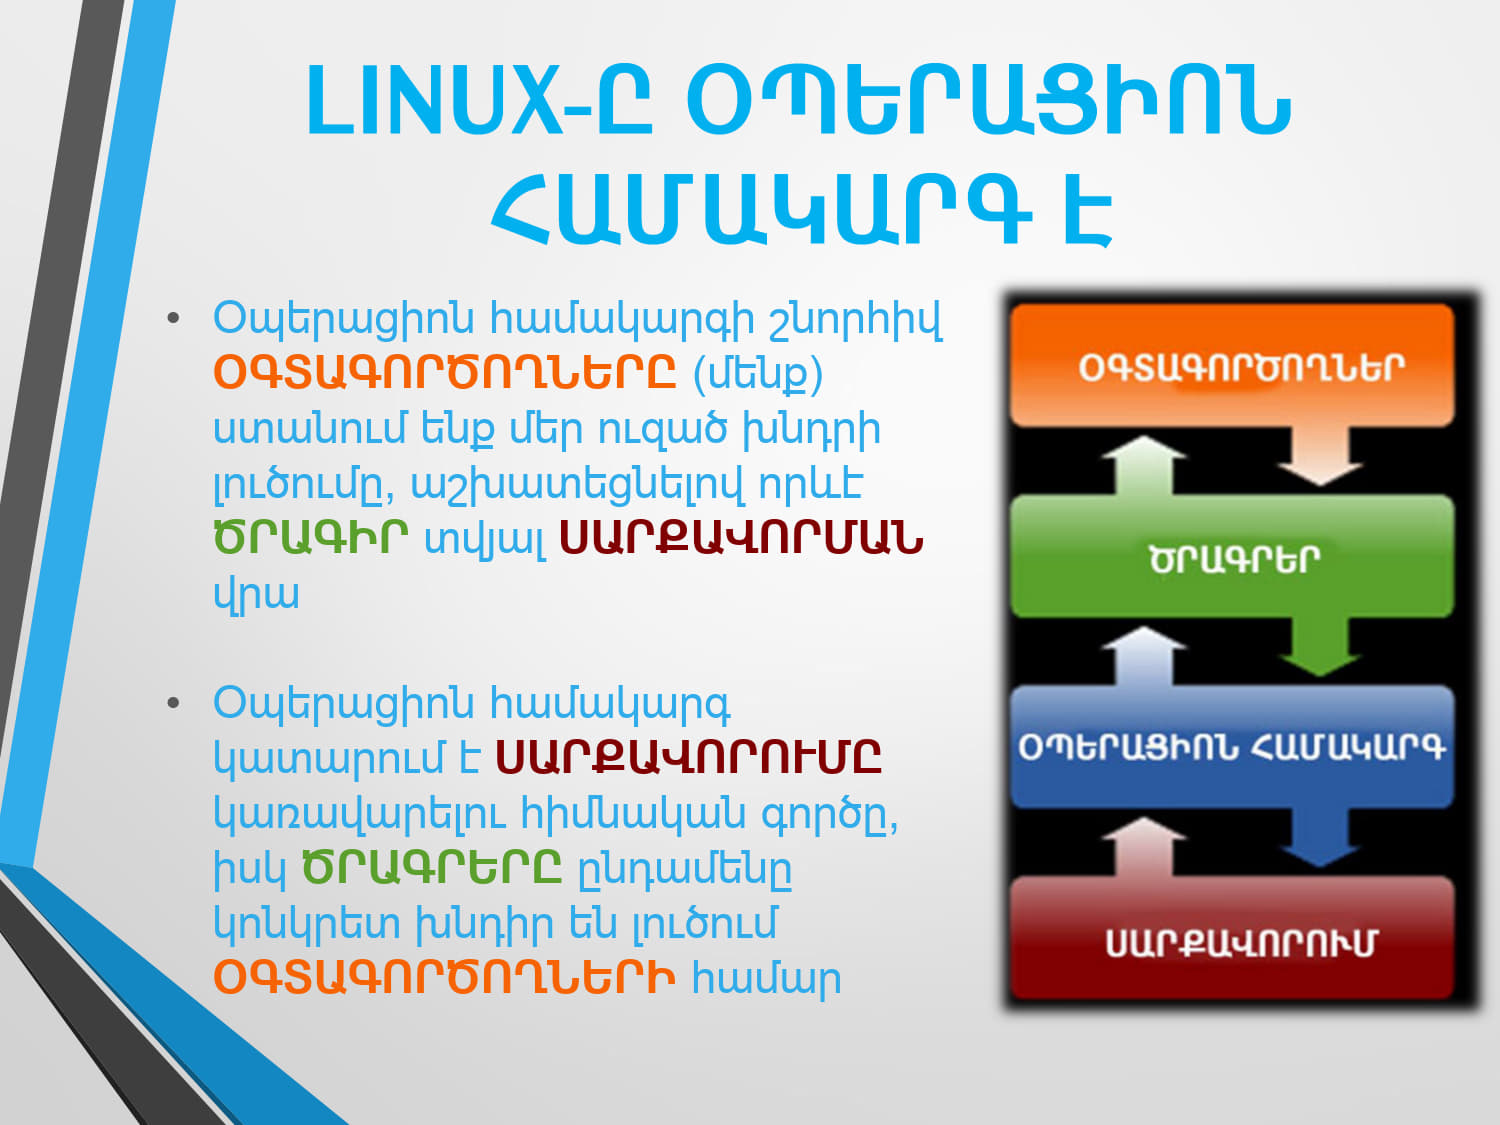 LINUX-Ը ՕՊԵՐԱՑԻՈՆ
ՀԱՄԱԿԱՐԳ Է
• Օպերացիոն համակարգի շնորհիվ
ՕԳՏԱԳՈՐԾՈՂՆԵՐԸ (մենք)
ստանում ենք մեր ուզած խնդրի
լուծումը, աշխատեցնելով որևէ
ԾՐԱԳԻՐ տվյալ ՍԱՐՔԱՎՈՐՄԱՆ
վրա
• Օպերացիոն համակարգ
կատարում է ՍԱՐՔԱՎՈՐՈՒՄԸ
կառավարելու հիմնական գործը,
իսկ ԾՐԱԳՐԵՐԸ ընդամենը
կոնկրետ խնդիր են լուծում
ՕԳՏԱԳՈՐԾՈՂՆԵՐԻ համար
ՕԳՏԱԳՈՐԾՈՂՆԵՐ
ԾՐԱԳՐԵՐ
ՕՊԵՐԱՑԻՈՆ ՀԱՄԱԿԱՐԳ
ՍԱՐՔԱՎՈՐՈՒՄ